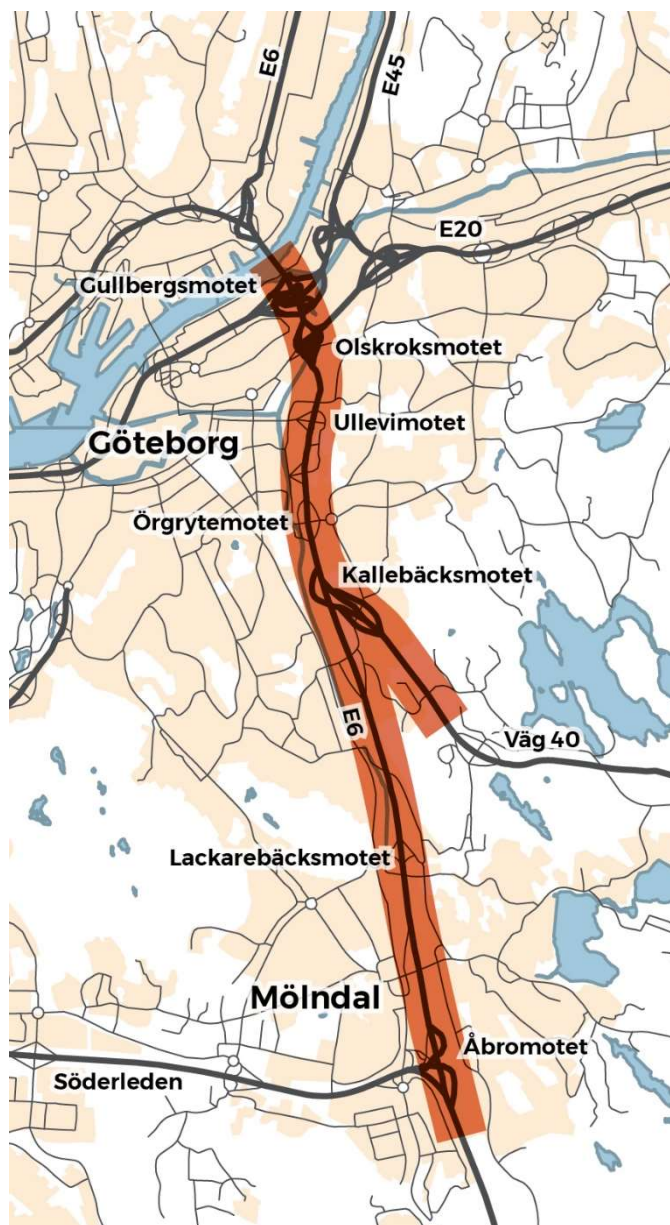 E6
E45
E20
Gullbergsmotet
Olskroksmotet
Ullevimotet
Göteborg
Örgrytemotet
Kallebäcksmotet
E6
Väg 40
Lackarebäcksmotet
Mölndal
Åbromotet
Söderleden